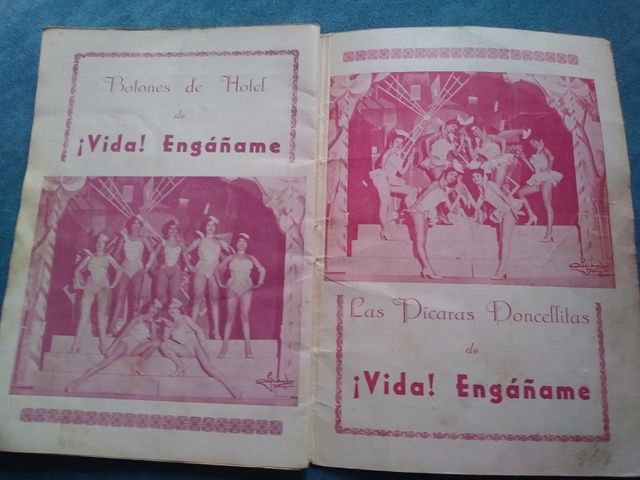 Botones de Hotel
de
¡Vida! Engáñame
Las Pícaras Doncellitas
de
¡Vida! Engáñame